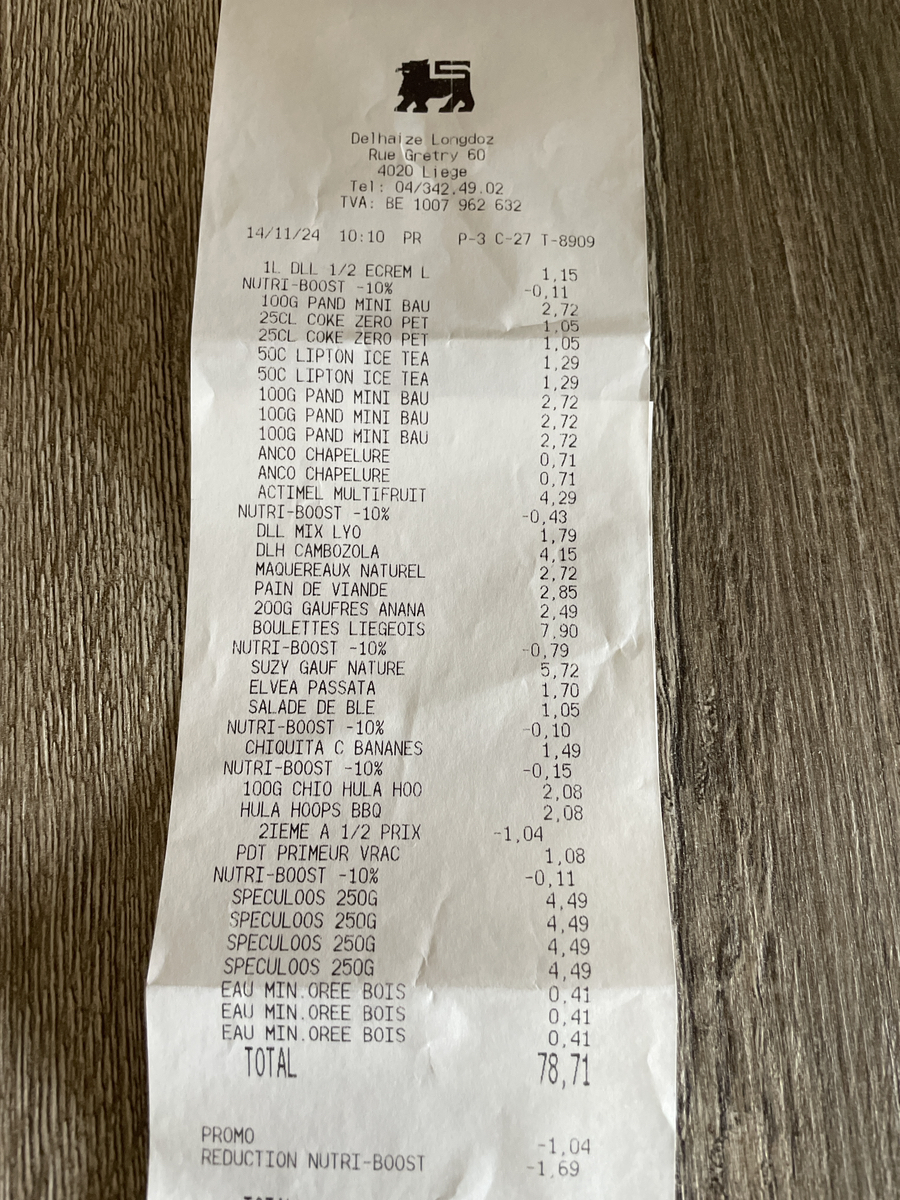 Delhaize Longdoz
Rue Gretry 60
4020 Liege
Tel: 04/342.49.02
TVA: BE 1007 962 632
14/11/24 10:10 PR P-3 C-27 T-8909
1L DLL 1/2 ECREM L 1,15
NUTRI-BOOST -10% -0,11
100G PAND MINI BAU 2,72
25CL COKE ZERO PET 1,05
25CL COKE ZERO PET 1,05
50C LIPTON ICE TEA 1,29
50C LIPTON ICE TEA 1,29
100G PAND MINI BAU 2,72
100G PAND MINI BAU 2,72
100G PAND MINI BAU 2,72
ANCO CHAPELURE 0,71
ANCO CHAPELURE 0,71
ACTIMEL MULTIFRUIT 4,29
NUTRI-BOOST -10% -0,43
DLL MIX LYO 1,79
DLH CAMBOZOLA 4,15
MAQUEREAUX NATUREL 2,72
PAIN DE VIANDE 2,85
200G GAUFRES ANANA 2,49
BOULETTES LIEGEOIS 7,90
NUTRI-BOOST -10% -0,79
SUZY GAUF NATURE 5,72
ELVEA PASSATA 1,70
SALADE DE BLE 1,05
NUTRI-BOOST -10% -0,10
CHIQUITA C BANANES 1,49
NUTRI-BOOST -10% -0,15
100G CHIO HULA HOO 2,08
HULA HOOPS BBQ 2,08
2IEME A 1/2 PRIX -1,04
PDT PRIMEUR VRAC 1,08
NUTRI-BOOST -10% -0,11
SPECULOOS 250G 4,49
SPECULOOS 250G 4,49
SPECULOOS 250G 4,49
SPECULOOS 250G 4,49
EAU MIN.OREE BOIS 0,41
EAU MIN.OREE BOIS 0,41
EAU MIN.OREE BOIS 0,41
TOTAL 78,71
PROMO -1,04
REDUCTION NUTRI-BOOST -1,69